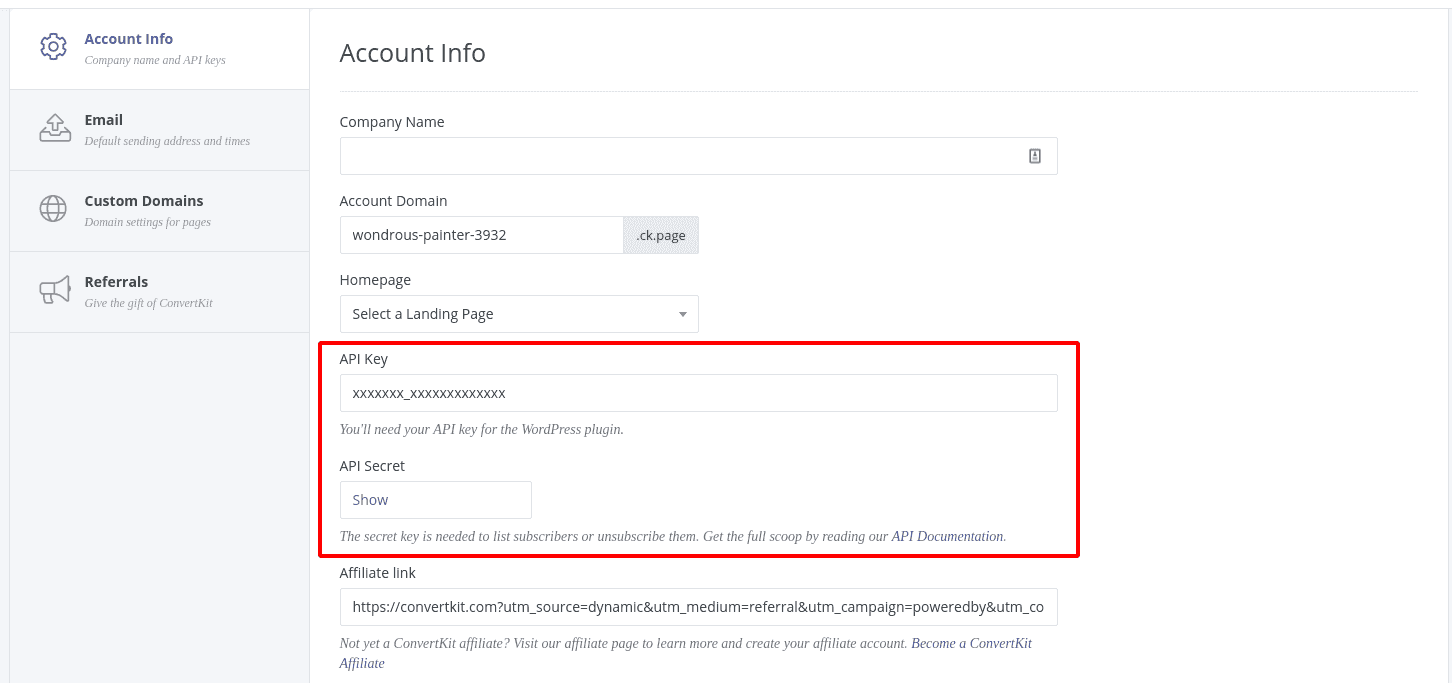 Account Info
Company name and API keys
Email
Default sending address and times
Custom Domains
Domain settings for pages
Referrals
Give the gift of ConvertKit
Account Info
Company Name
Account Domain
wondrous-painter-3932 .ck.page
Homepage
Select a Landing Page
API Key
xxxxxxx_xxxxxxxxxxxxx
You'll need your API key for the WordPress plugin.
API Secret
Show
The secret key is needed to list subscribers or unsubscribe them. Get the full scoop by reading our API Documentation.
Affiliate link
https://convertkit.com?utm_source=dynamic&utm_medium=referral&utm_campaign=poweredby&utm_co
Not yet a ConvertKit affiliate? Visit our affiliate page to learn more and create your affiliate account. Become a ConvertKit
Affiliate